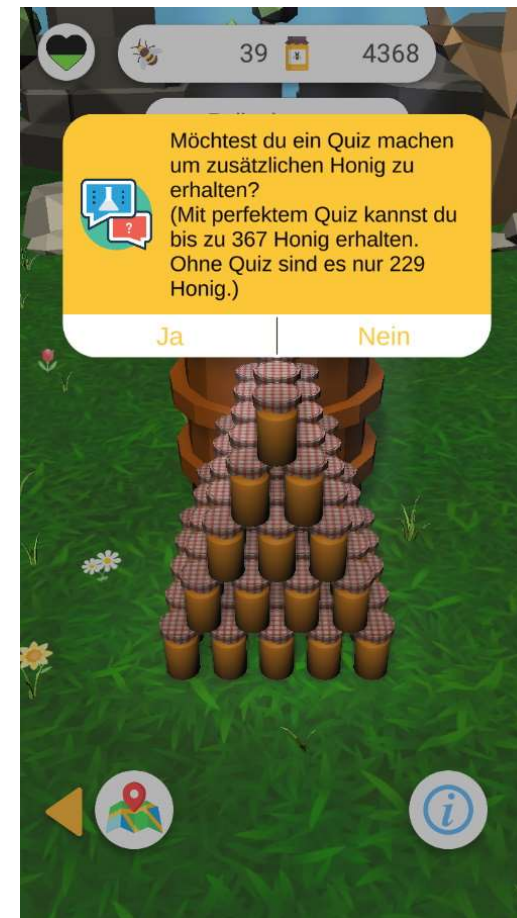 39 4368
Möchtest du ein Quiz machen
um zusätzlichen Honig zu
erhalten?
(Mit perfektem Quiz kannst du
bis zu 367 Honig erhalten.
Ohne Quiz sind es nur 229
Honig.)
?
Ja Nein
i